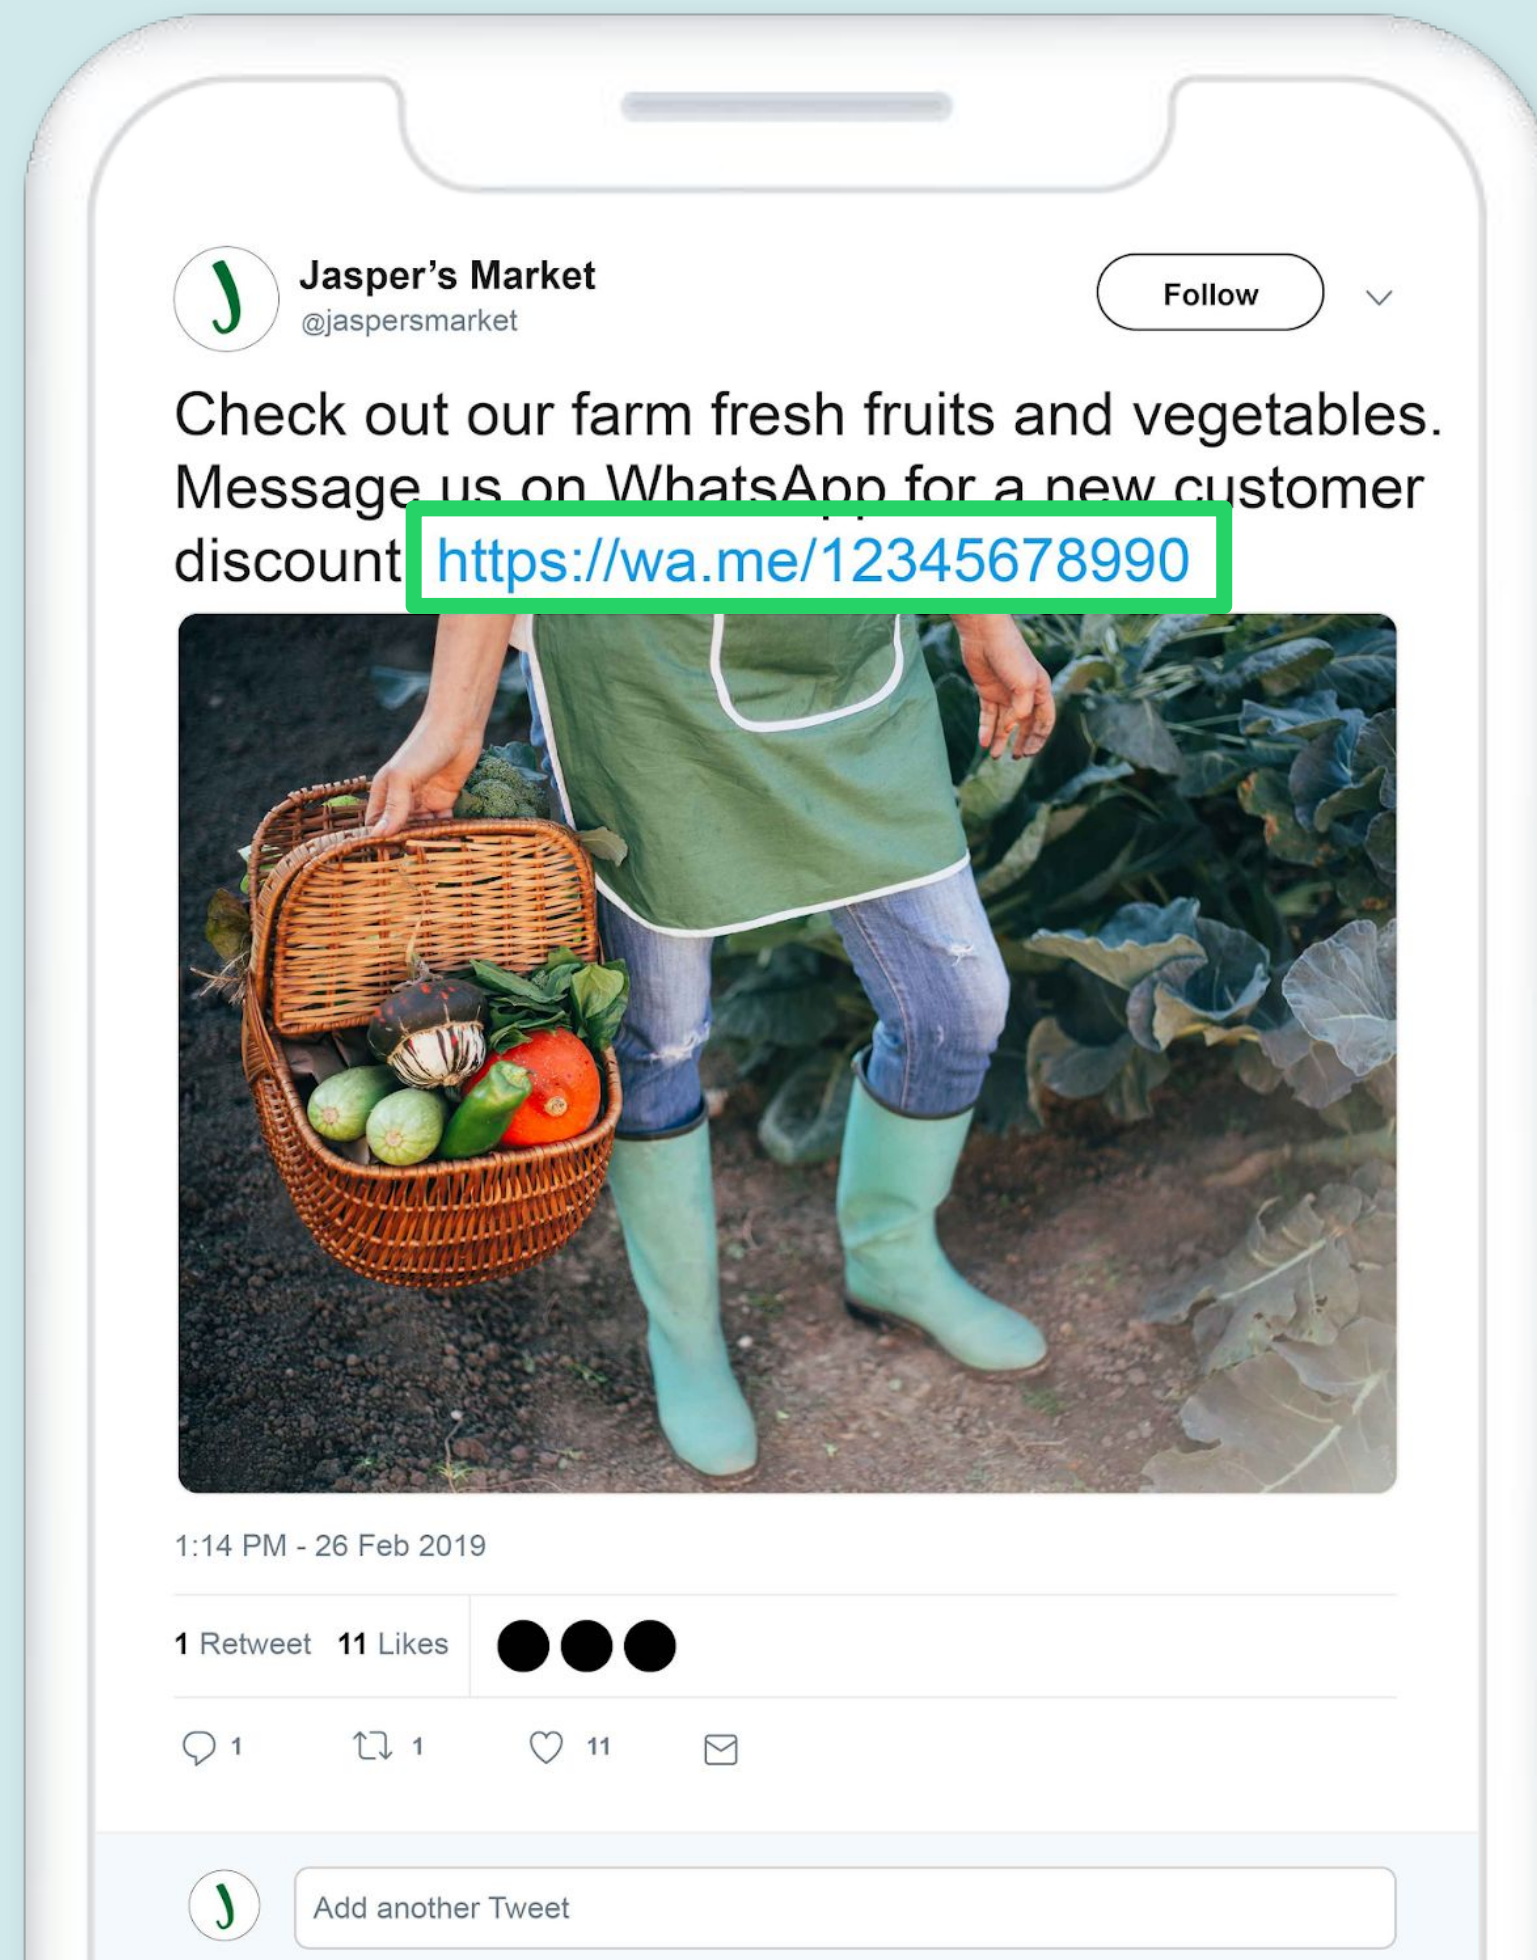 Jasper’s Market
@jaspersmarket
Follow
Check out our farm fresh fruits and vegetables.
Message us on WhatsApp for a new customer
discount https://wa.me/12345678990
1:14 PM - 26 Feb 2019
1 Retweet 11 Likes
1 1 11
Add another Tweet